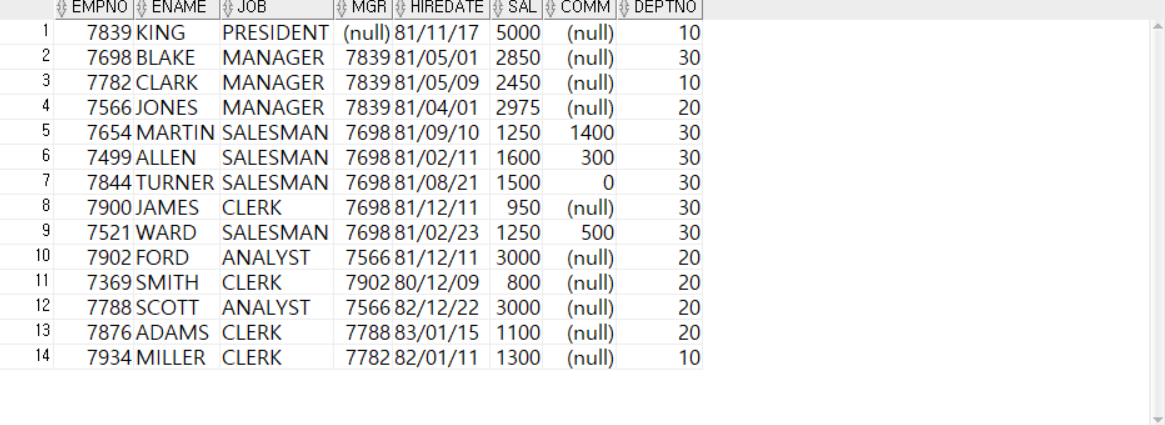 EMPNO ENAME JOB MGR HIREDATE SAL COMM DEPTNO
1 7839 KING PRESIDENT (null) 81/11/17 5000 (null) 10
2 7698 BLAKE MANAGER 7839 81/05/01 2850 (null) 30
3 7782 CLARK MANAGER 7839 81/05/09 2450 (null) 10
4 7566 JONES MANAGER 7839 81/04/01 2975 (null) 20
5 7654 MARTIN SALESMAN 7698 81/09/10 1250 1400 30
6 7499 ALLEN SALESMAN 7698 81/02/11 1600 300 30
7 7844 TURNER SALESMAN 7698 81/08/21 1500 0 30
8 7900 JAMES CLERK 7698 81/12/11 950 (null) 30
9 7521 WARD SALESMAN 7698 81/02/23 1250 500 30
10 7902 FORD ANALYST 7566 81/12/11 3000 (null) 20
11 7369 SMITH CLERK 7902 80/12/09 800 (null) 20
12 7788 SCOTT ANALYST 7566 82/12/22 3000 (null) 20
13 7876 ADAMS CLERK 7788 83/01/15 1100 (null) 20
14 7934 MILLER CLERK 7782 82/01/11 1300 (null) 10